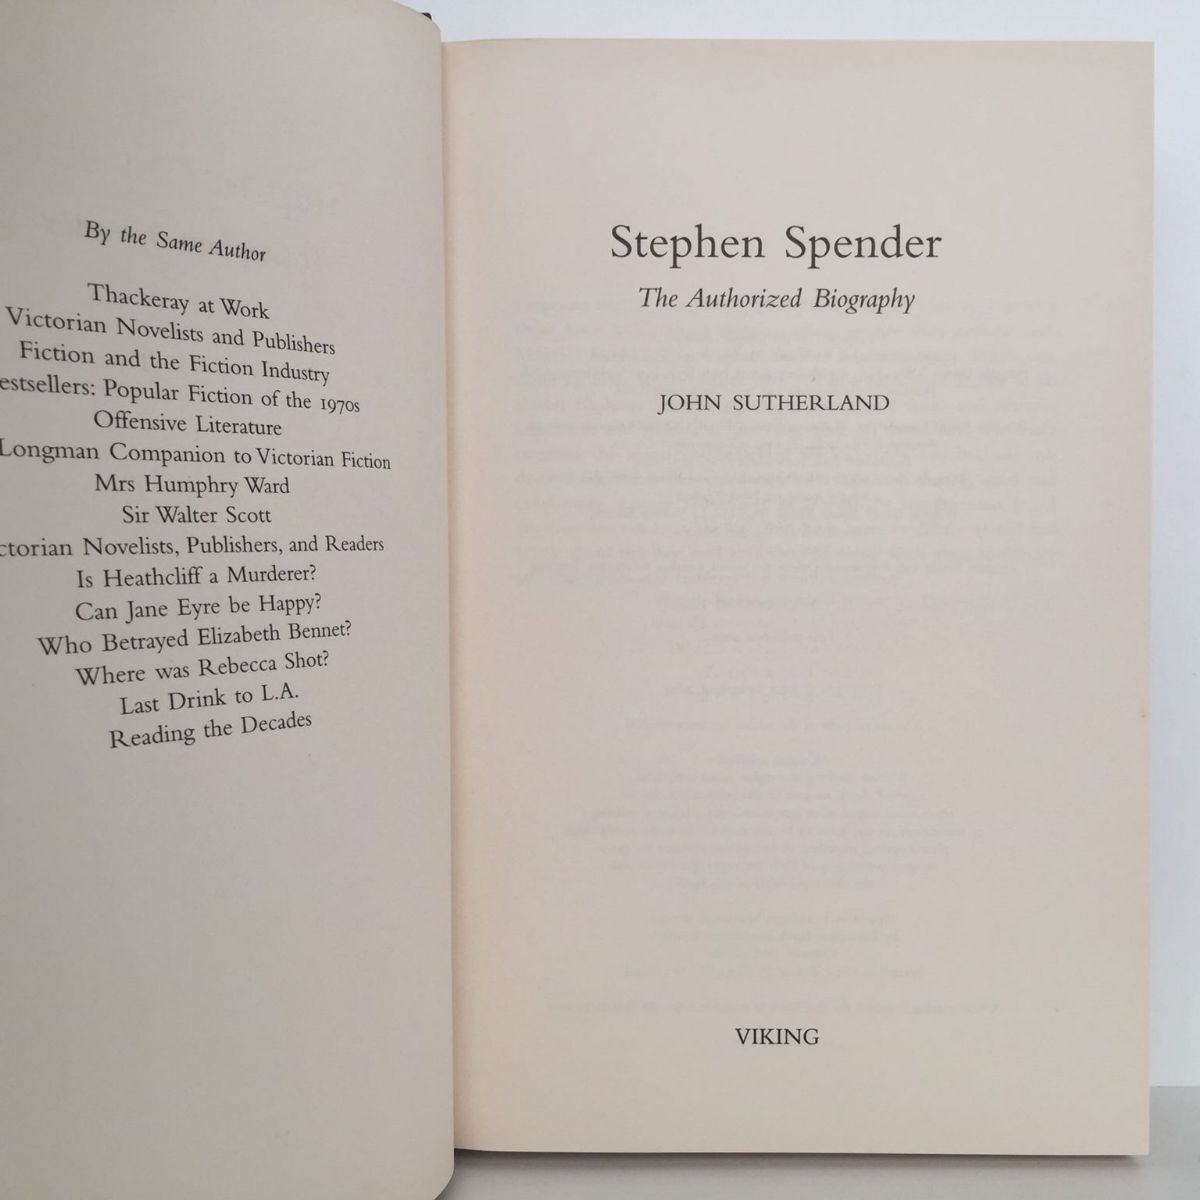 By the Same Author
Thackeray at Work
Victorian Novelists and Publishers
Fiction and the Fiction Industry
estsellers: Popular Fiction of the 1970s
Offensive Literature
Longman Companion to Victorian Fiction
Mrs Humphry Ward
Sir Walter Scott
ctorian Novelists, Publishers, and Readers
Is Heathcliff a Murderer?
Can Jane Eyre be Happy?
Who Betrayed Elizabeth Bennet?
Where was Rebecca Shot?
Last Drink to L.A.
Reading the Decades
Stephen Spender
The Authorized Biography
JOHN SUTHERLAND
VIKING